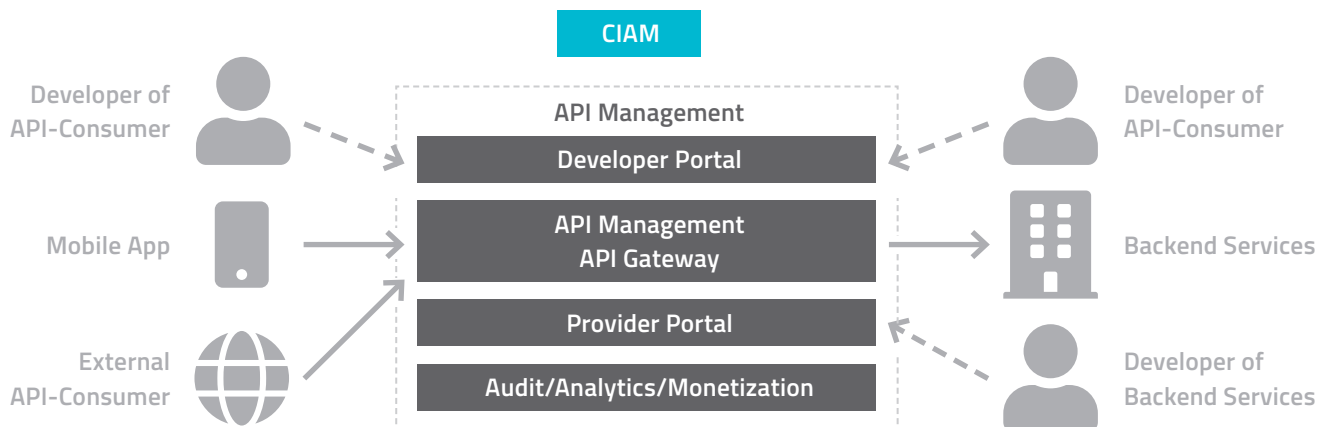 CIAM
Developer of
API-Consumer
API Management
Developer Portal
Developer of
API-Consumer
Mobile App
API Management
API Gateway
Backend Services
Provider Portal
External
API-Consumer
Audit/Analytics/Monetization
Developer of
Backend Services